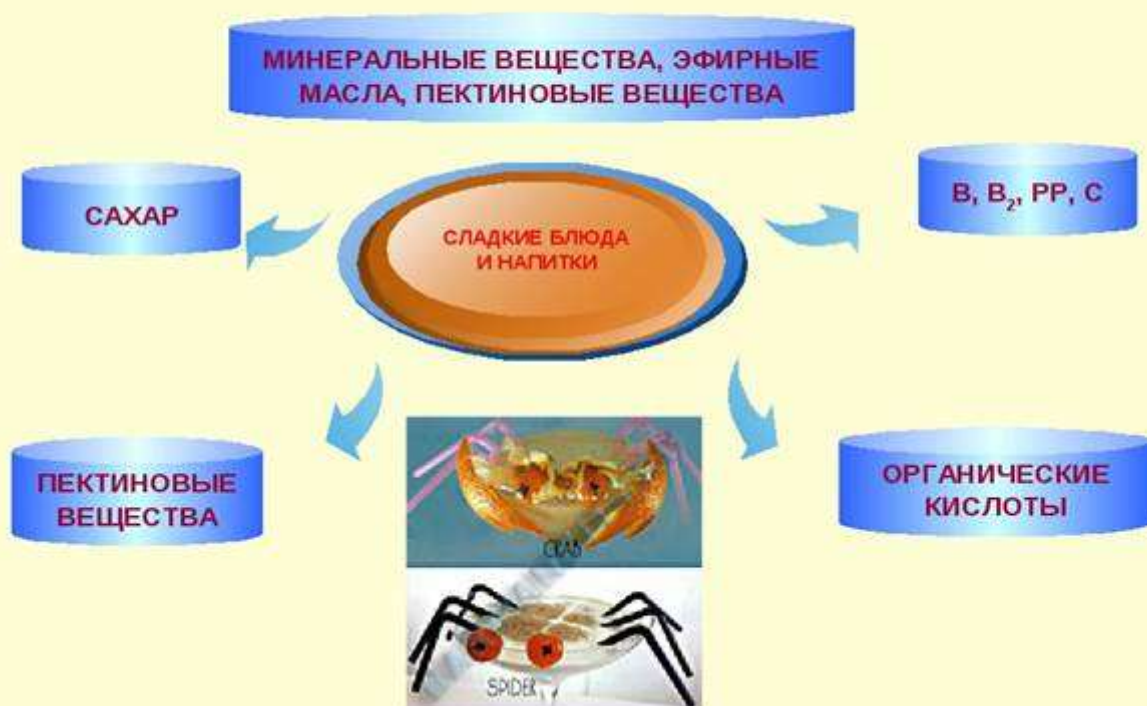 МИНЕРАЛЬНЫЕ ВЕЩЕСТВА, ЭФИРНЫЕ
МАСЛА, ПЕКТИНОВЫЕ ВЕЩЕСТВА
САХАР
В, В₂, РР, С
СЛАДКИЕ БЛЮДА
И НАПИТКИ
ПЕКТИНОВЫЕ
ВЕЩЕСТВА
ОРГАНИЧЕСКИЕ
КИСЛОТЫ
CRAB
SPIDER